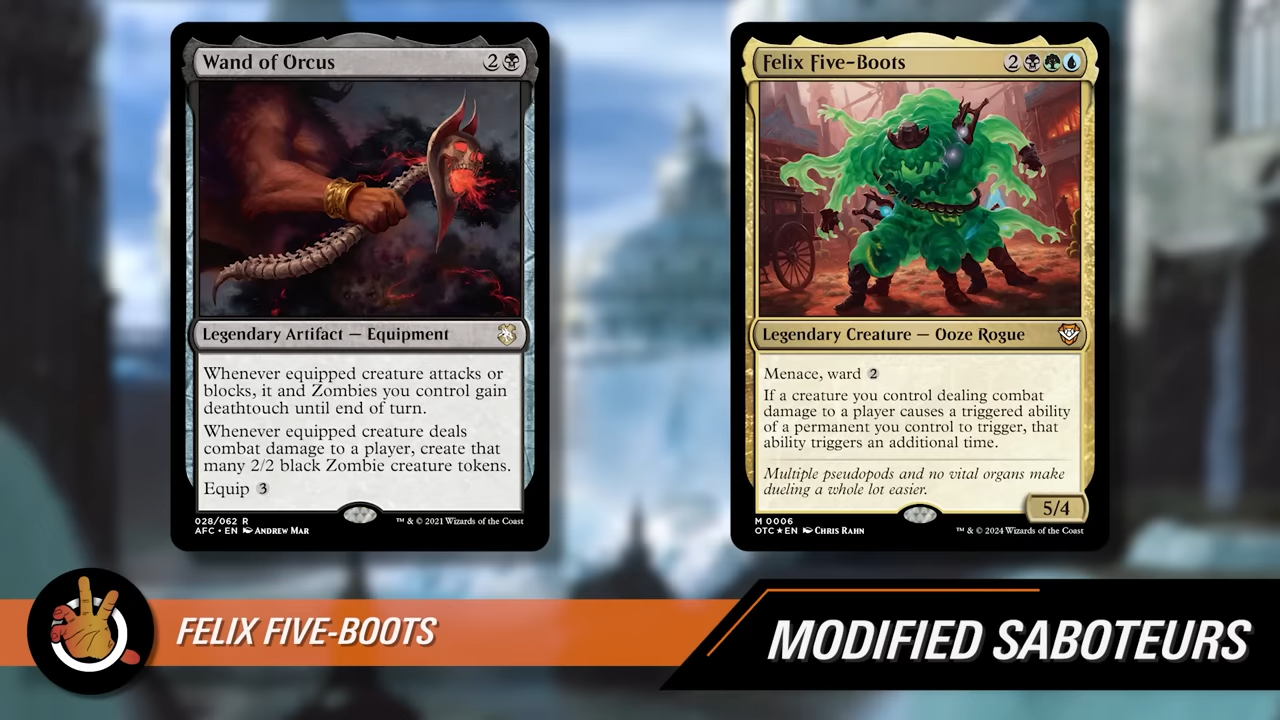 Wand of Orcus 2
Legendary Artifact — Equipment
Whenever equipped creature attacks or
blocks, it and Zombies you control gain
deathtouch until end of turn.
Whenever equipped creature deals
combat damage to a player, create that
many 2/2 black Zombie creature tokens.
Equip 3
028/062 R
AFC • EN Andrew Mar
™ & © 2021 Wizards of the Coast
Felix Five-Boots 2
Legendary Creature — Ooze Rogue
Menace, ward 2
If a creature you control dealing combat
damage to a player causes a triggered ability
of a permanent you control to trigger, that
ability triggers an additional time.
Multiple pseudopods and no vital organs make
dueling a whole lot easier.
5/4
M 0006
OTC ★ EN Chris Rahn
™ & © 2024 Wizards of the Coast
FELIX FIVE-BOOTS
MODIFIED SABOTEURS